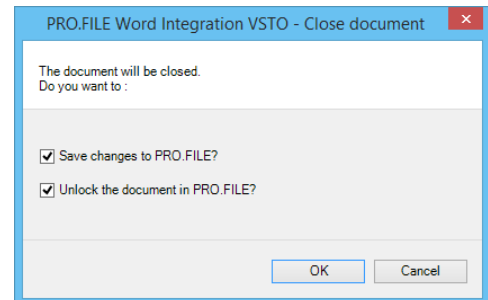 PRO.FILE Word Integration VSTO - Close document
The document will be closed.
Do you want to :
Save changes to PRO.FILE?
Unlock the document in PRO.FILE?
OK Cancel